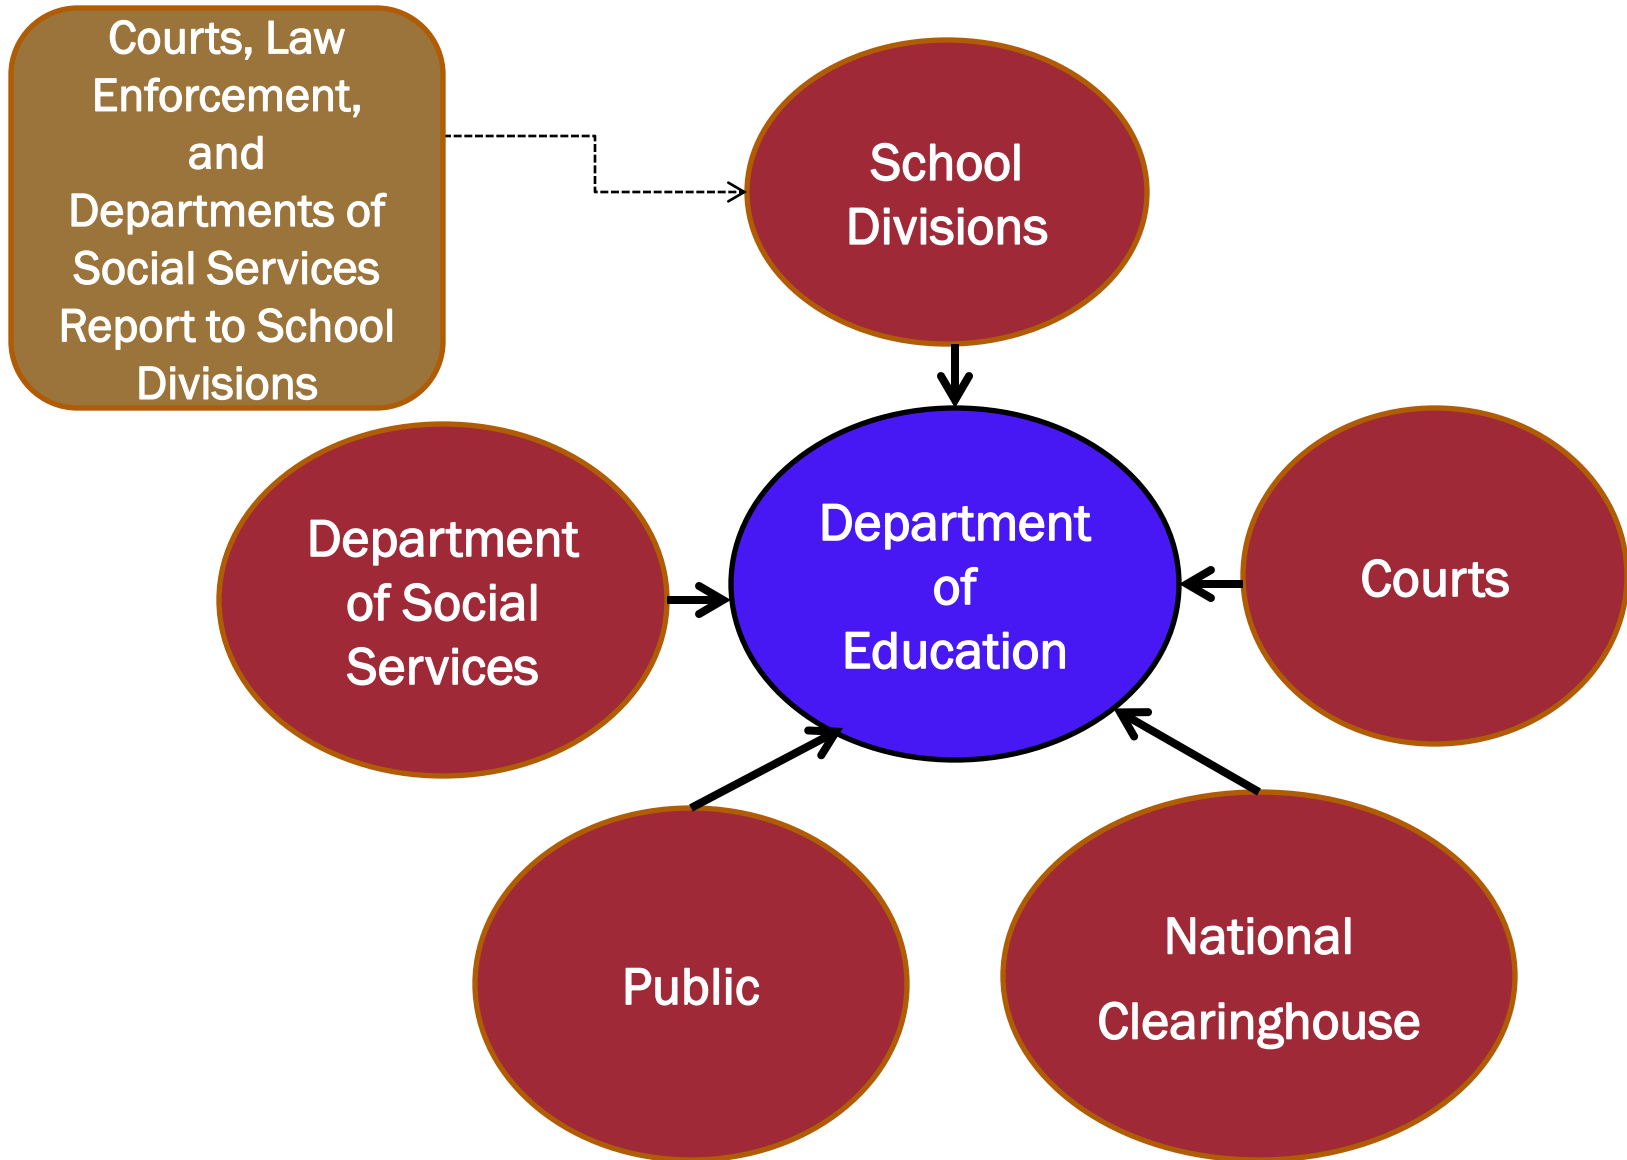 Courts, Law
Enforcement,
and
Departments of
Social Services
Report to School
Divisions
School
Divisions
Department
of Social
Services
Department
of
Education
Courts
Public
National
Clearinghouse